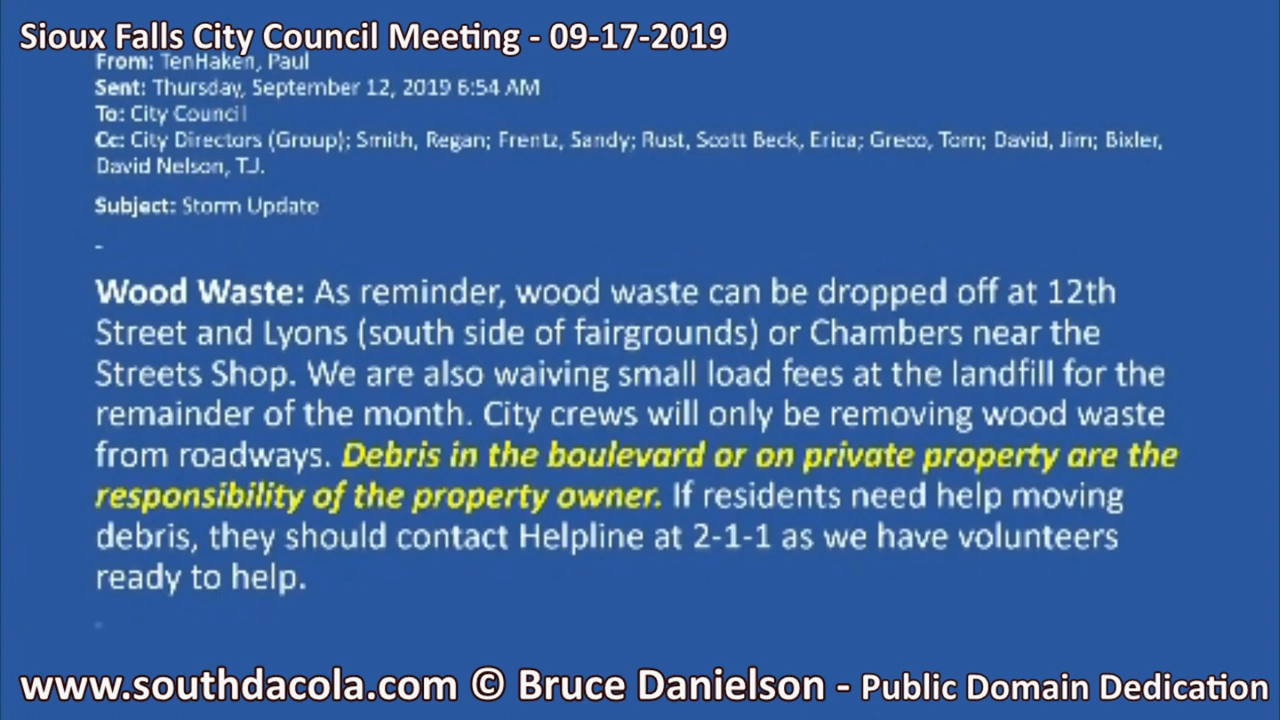 Sioux Falls City Council Meeting - 09-17-2019
From: TenHaken, Paul
Sent: Thursday, September 12, 2019 6:54 AM
To: City Council
Cc: City Directors (Group); Smith, Regan; Frentz, Sandy; Rust, Scott Beck, Erica; Greco, Tom; David, Jim; Bixler,
David Nelson, T.J.
Subject: Storm Update
-
Wood Waste: As reminder, wood waste can be dropped off at 12th
Street and Lyons (south side of fairgrounds) or Chambers near the
Streets Shop. We are also waiving small load fees at the landfill for the
remainder of the month. City crews will only be removing wood waste
from roadways. Debris in the boulevard or on private property are the
responsibility of the property owner. If residents need help moving
debris, they should contact Helpline at 2-1-1 as we have volunteers
ready to help.
www.southdacola.com © Bruce Danielson - Public Domain Dedication